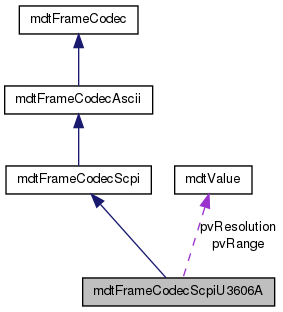 mdtFrameCodec
mdtFrameCodecAscii
mdtFrameCodecScpi
mdtValue
pvResolution
pvRange
mdtFrameCodecScpiU3606A